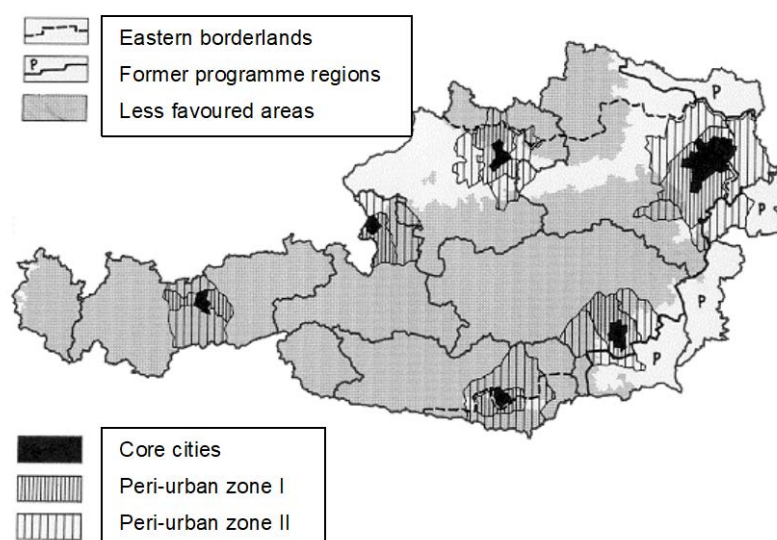 Eastern borderlands
P
Former programme regions
Less favoured areas
P
P
P
P
Core cities
Peri-urban zone I
Peri-urban zone II